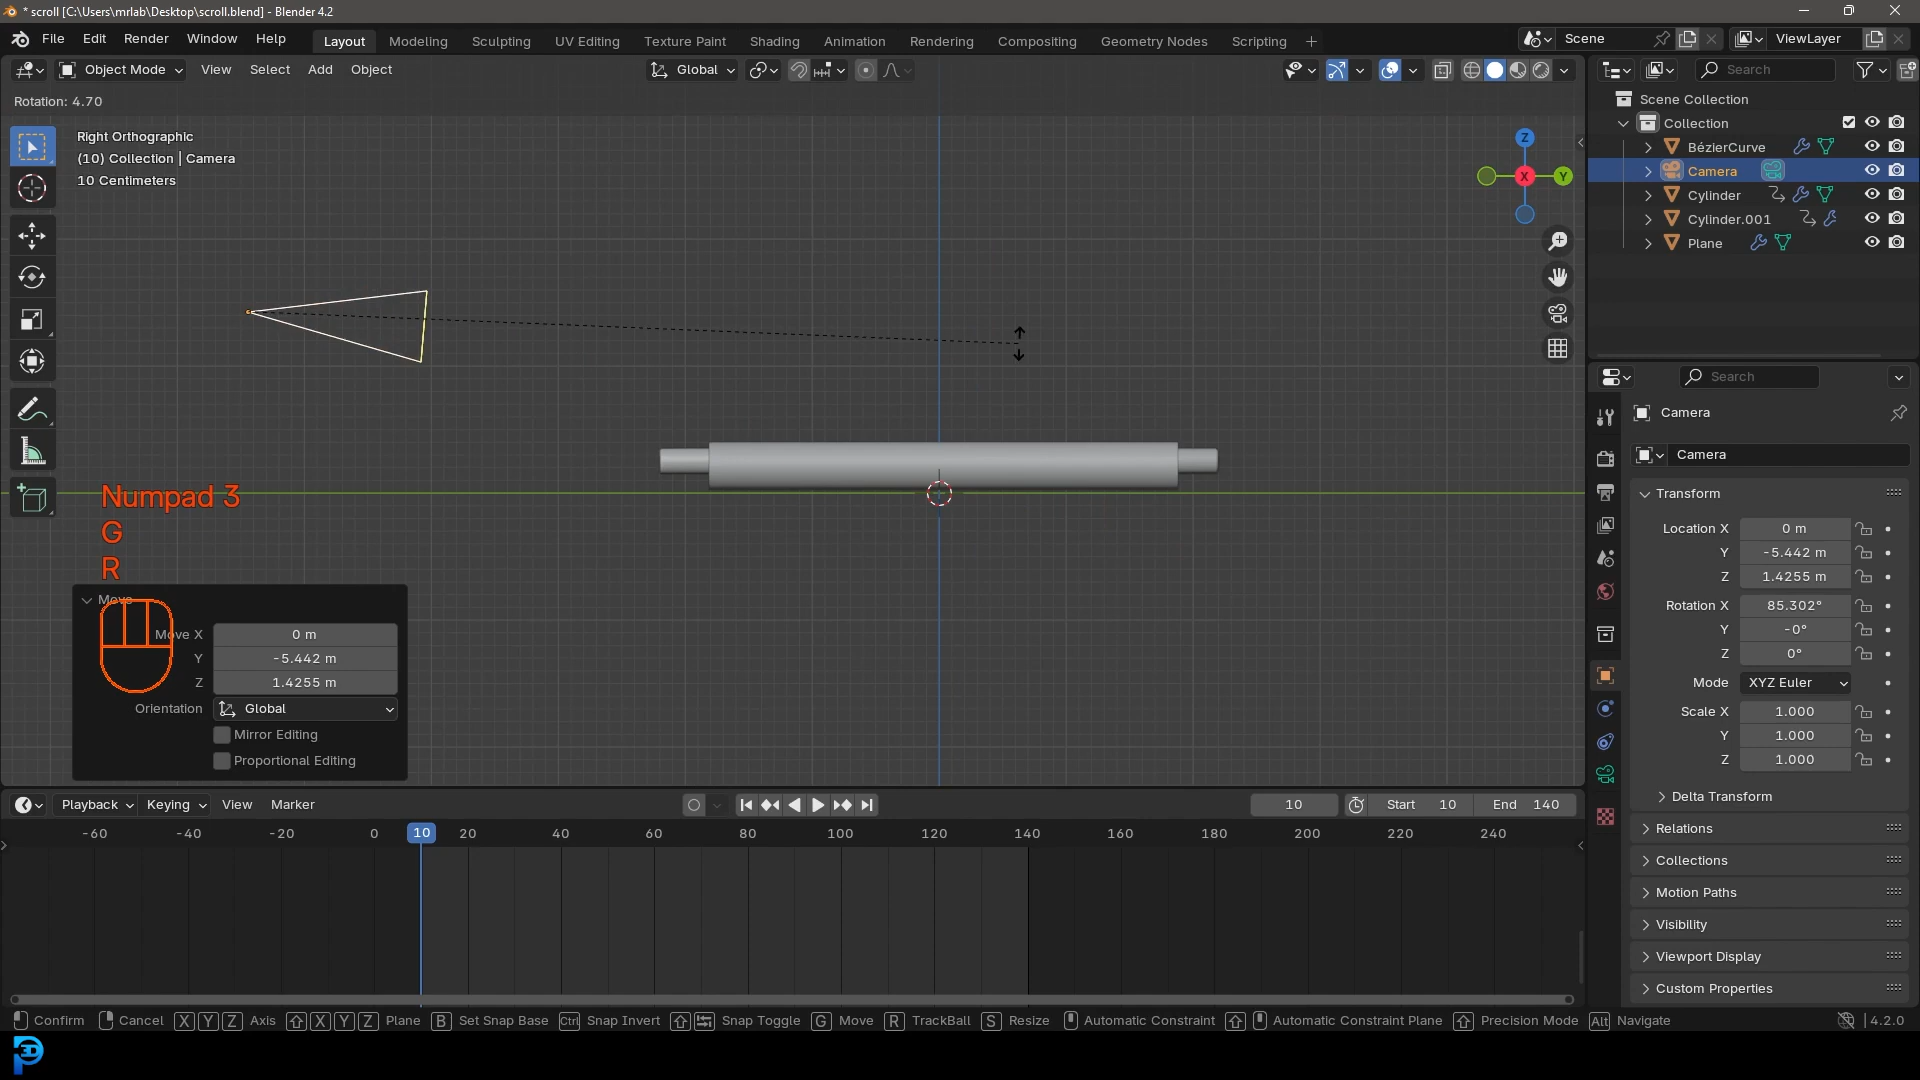 * scroll [C:\Users\mrlab\Desktop\scroll.blend] - Blender 4.2
File Edit Render Window Help Layout Modeling Sculpting UV Editing Texture Paint Shading Animation Rendering Compositing Geometry Nodes Scripting + Scene ViewLayer
Object Mode View Select Add Object Global Search
Rotation: 4.70
Right Orthographic
(10) Collection | Camera
10 Centimeters
Z
X
Y
Scene Collection
Collection
BézierCurve
Camera
Cylinder
Cylinder.001
Plane
Search
Camera
Camera
Transform
Location X 0 m
Y -5.442 m
Z 1.4255 m
Rotation X 85.302°
Y -0°
Z 0°
Mode XYZ Euler
Scale X 1.000
Y 1.000
Z 1.000
Delta Transform
Relations
Collections
Motion Paths
Visibility
Viewport Display
Custom Properties
Numpad 3
G
R
Move
Move X 0 m
Y -5.442 m
Z 1.4255 m
Orientation Global
Mirror Editing
Proportional Editing
Playback Keying View Marker 10 Start 10 End 140
-60 -40 -20 0 10 20 40 60 80 100 120 140 160 180 200 220 240
Confirm Cancel X Y Z Axis X Y Z Plane B Set Snap Base Ctrl Snap Invert Snap Toggle G Move R TrackBall S Resize Automatic Constraint Automatic Constraint Plane Precision Mode Alt Navigate 4.2.0
3D